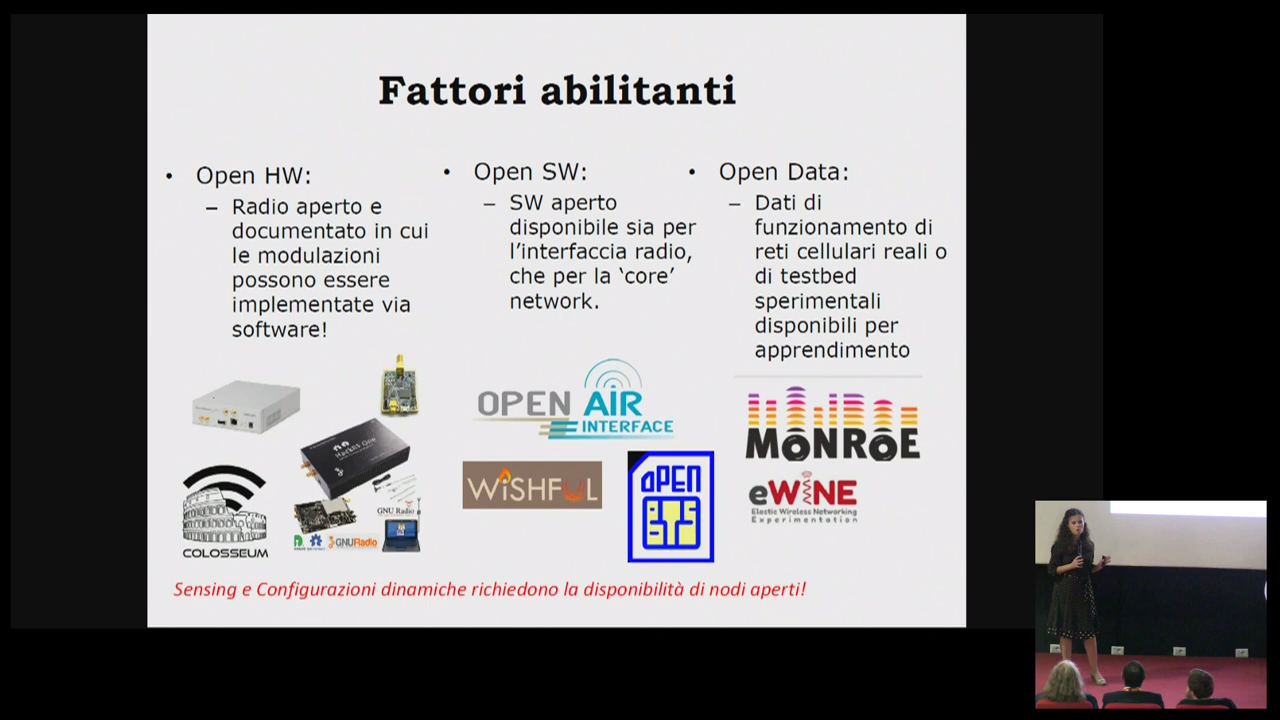 Fattori abilitanti
• Open HW:
– Radio aperto e
documentato in cui
le modulazioni
possono essere
implementate via
software!
• Open SW:
– SW aperto
disponibile sia per
l'interfaccia radio,
che per la 'core'
network.
• Open Data:
– Dati di
funzionamento di
reti cellulari reali o
di testbed
sperimentali
disponibili per
apprendimento
HackRF One
COLOSSEUM
GNU Radio
GNURadio
OPEN AIR
INTERFACE
WiSHFUL
OPEN
BTS
MONROE
eWINE
Elastic Wireless Networking
Experimentation
Sensing e Configurazioni dinamiche richiedono la disponibilità di nodi aperti!